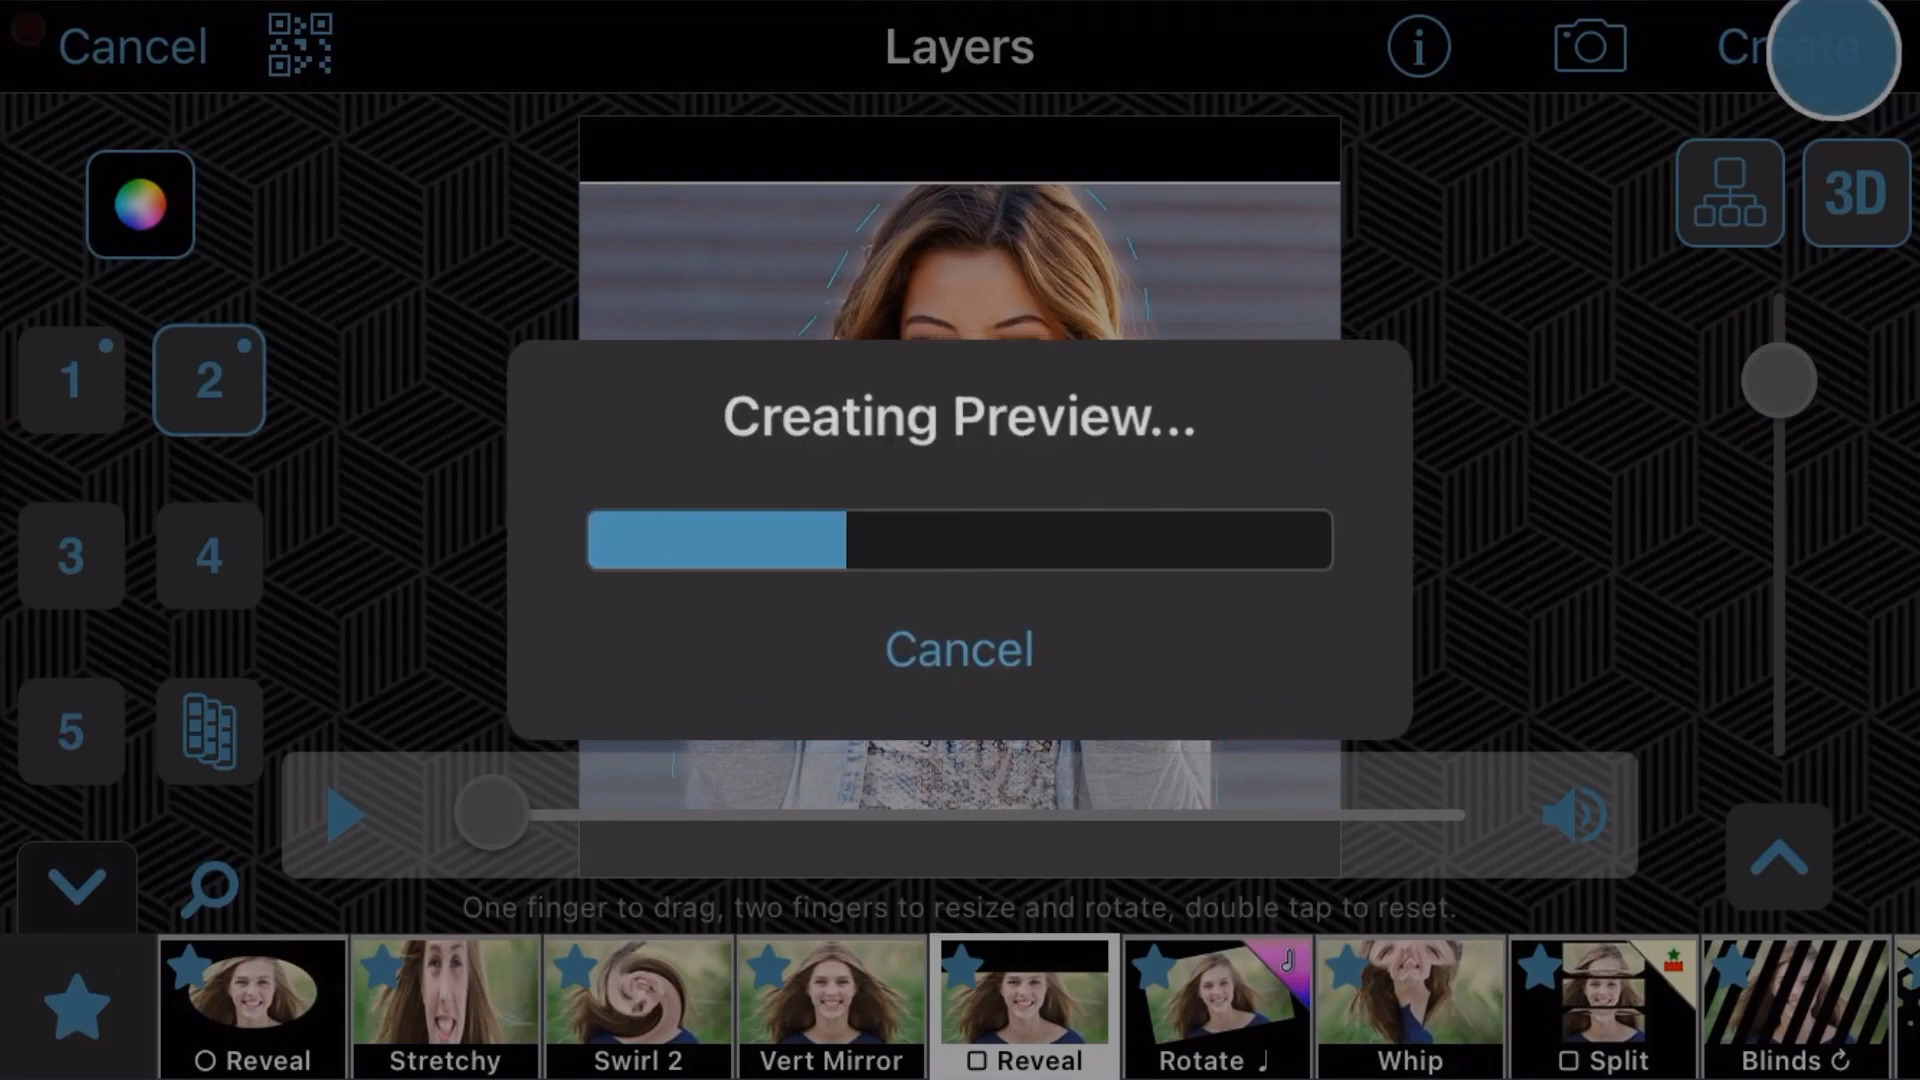 Cancel
Layers
i
Create
3D
1
2
3
4
5
Creating Preview...
Cancel
One finger to drag, two fingers to resize and rotate, double tap to reset.
Reveal
Stretchy
Swirl 2
Vert Mirror
Reveal
Rotate ♩
Whip
Split
Blinds ↻